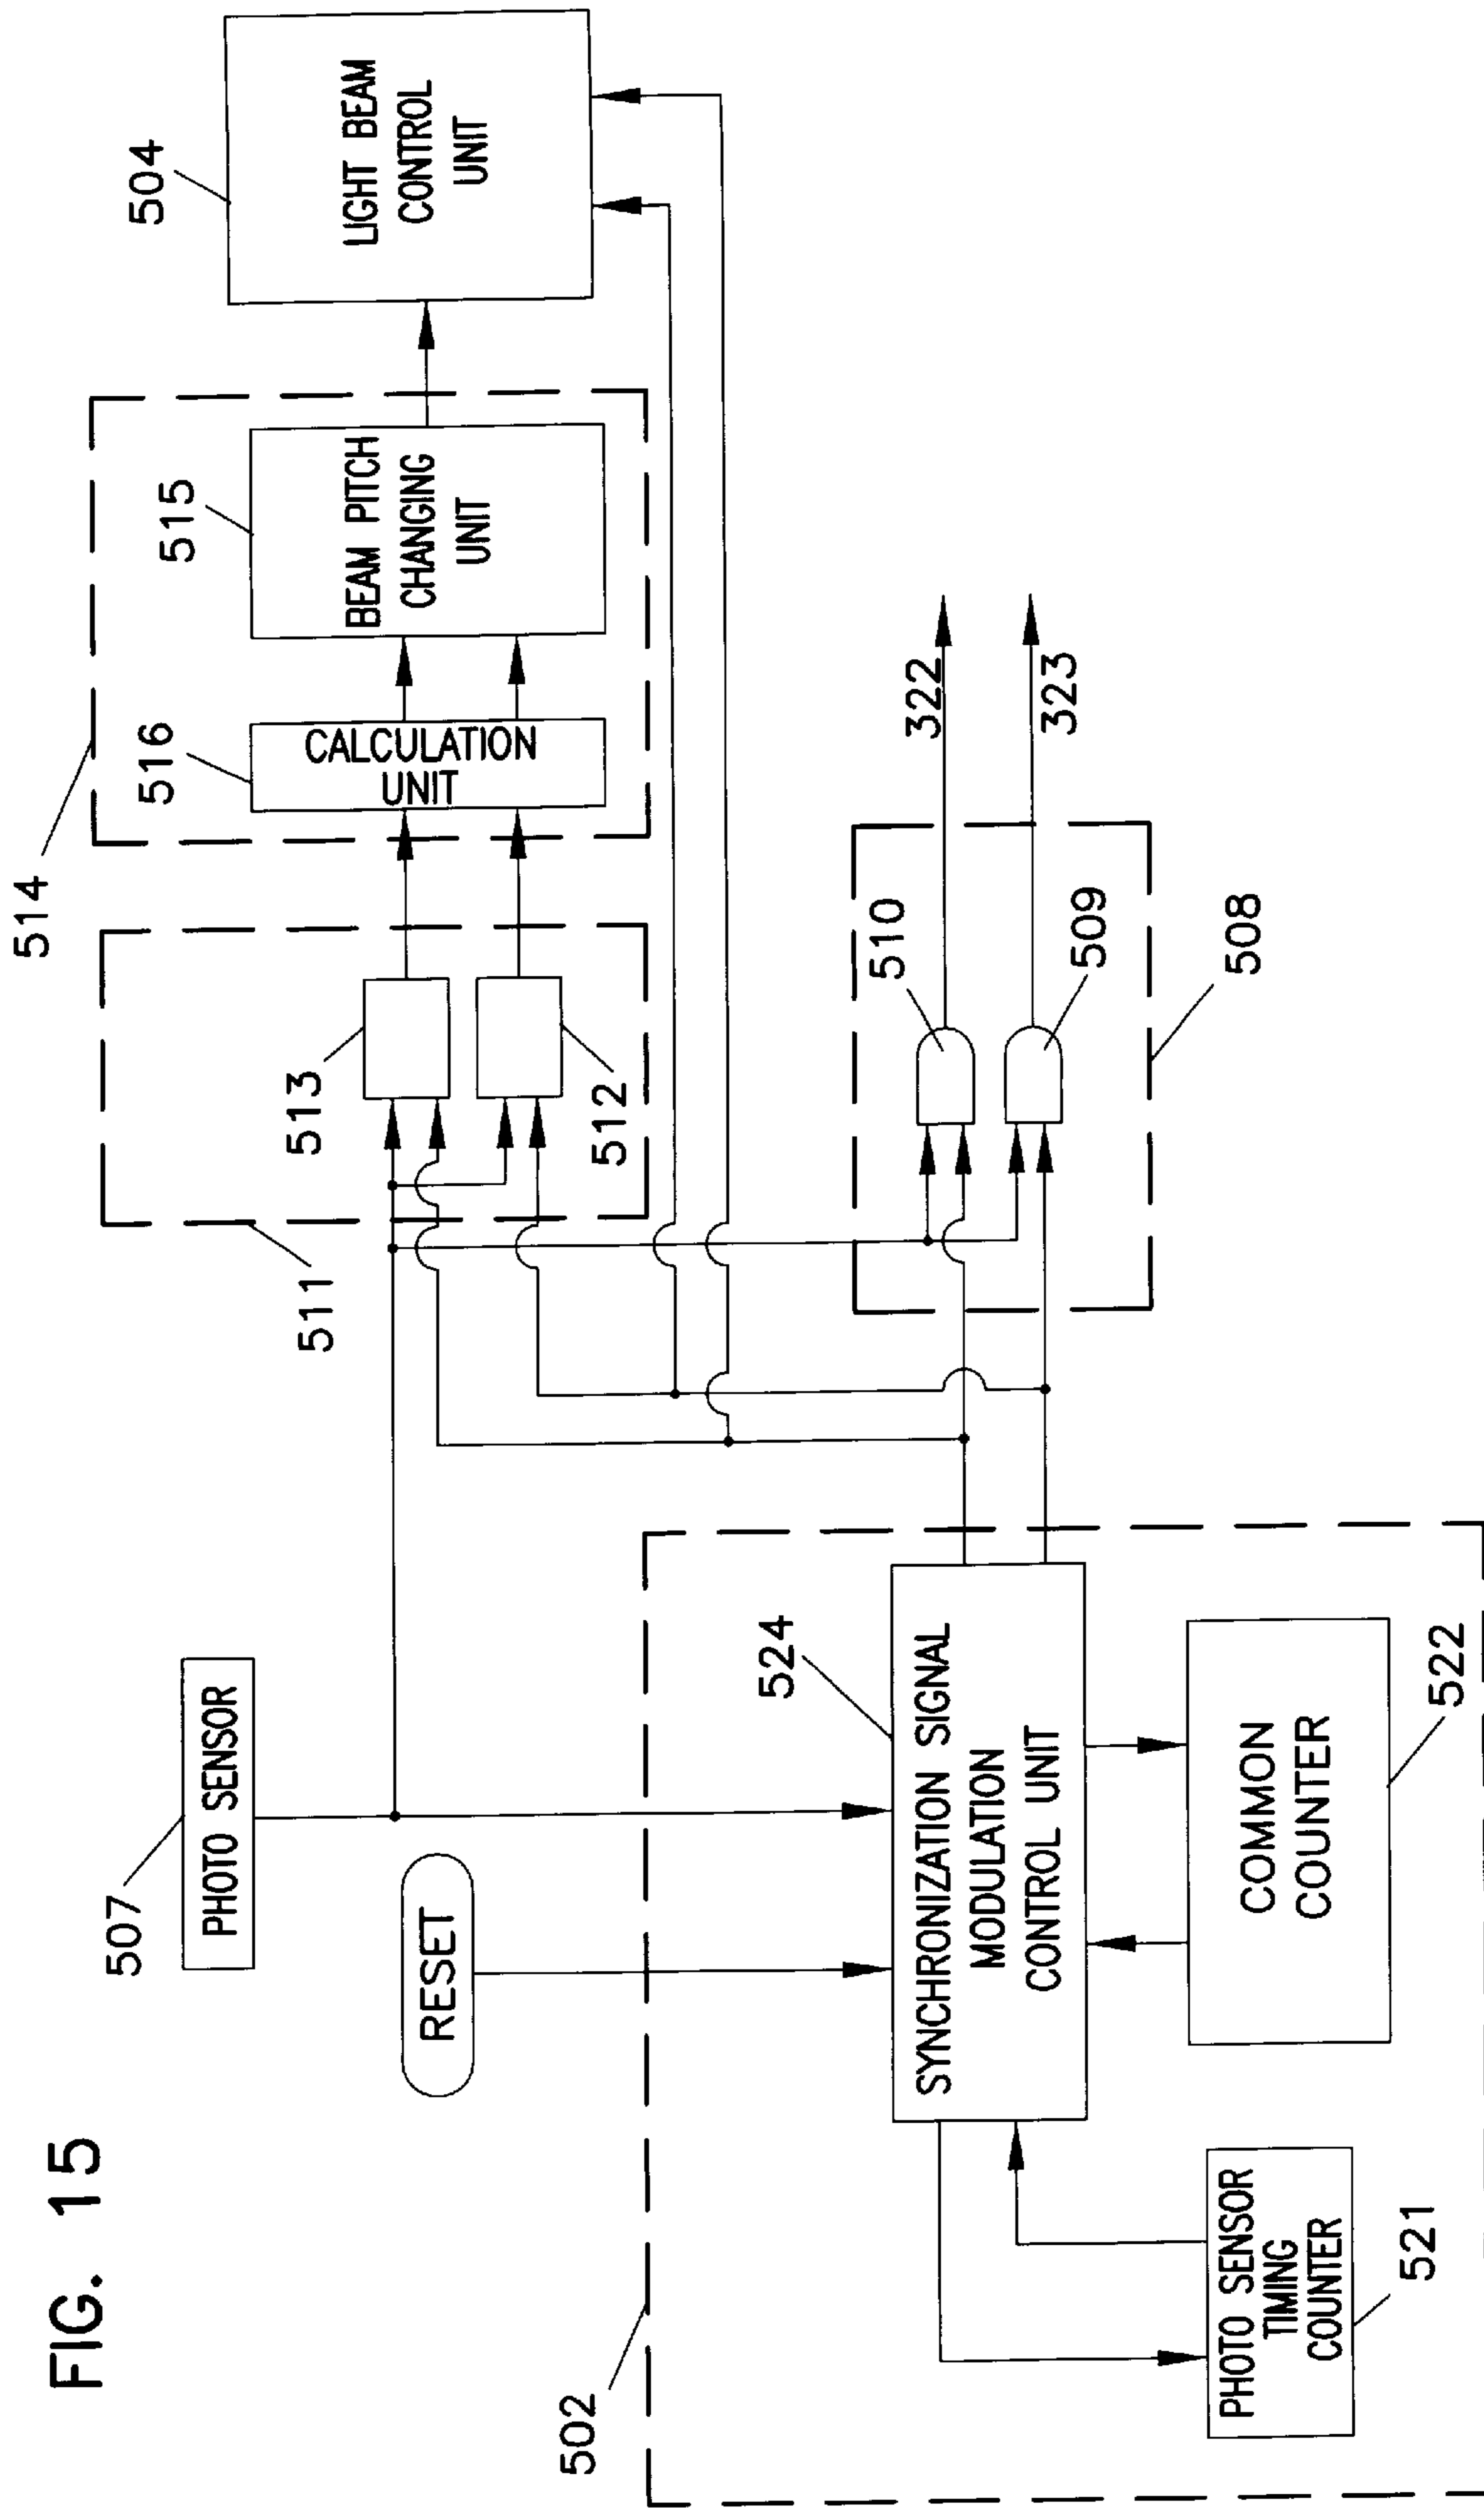 FIG. 15
507
PHOTO SENSOR
RESET
502
524
SYNCHRONIZATION SIGNAL
MODULATION
CONTROL UNIT
PHOTO SENSOR
TIMING
COUNTER
521
COMMON
COUNTER
522
511
513
512
514
516
CALCULATION
UNIT
515
BEAM PITCH
CHANGING
UNIT
504
LIGHT BEAM
CONTROL
UNIT
510
509
508
322
323